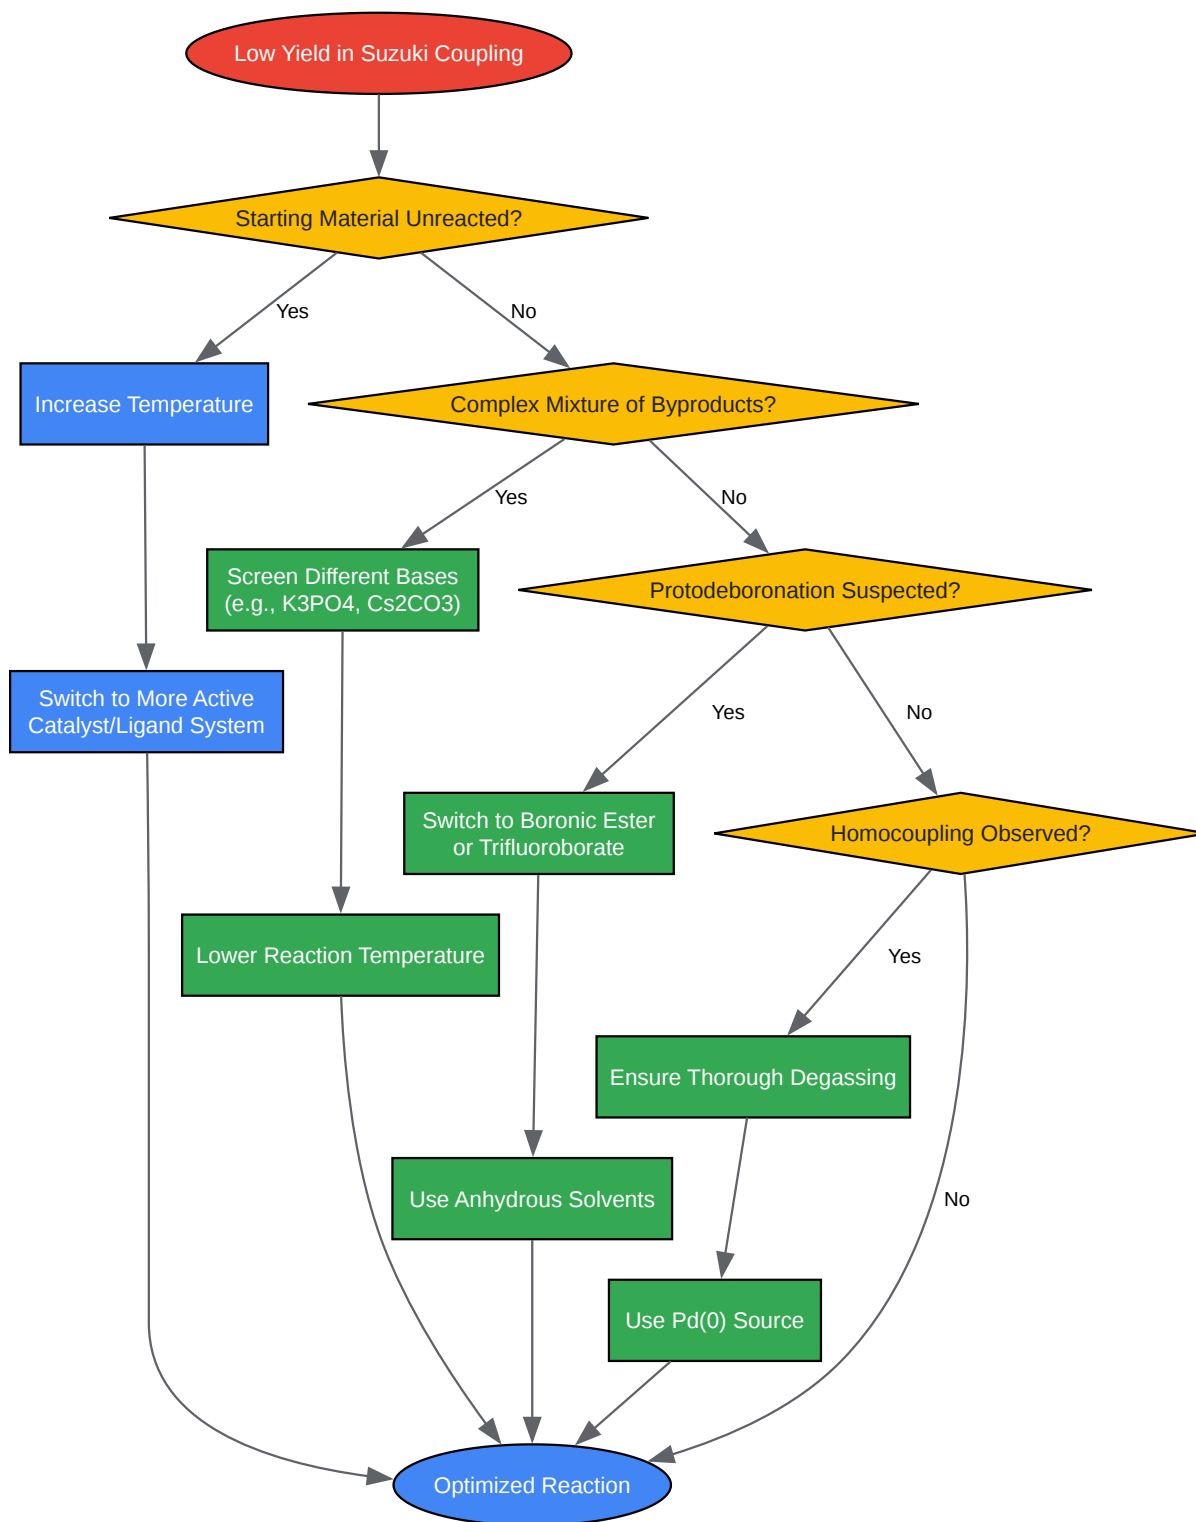 Low Yield in Suzuki Coupling
Starting Material Unreacted?
Yes
No
Increase Temperature
Complex Mixture of Byproducts?
Yes
No
Screen Different Bases
(e.g., K3PO4, Cs2CO3)
Protodeboronation Suspected?
Switch to More Active
Catalyst/Ligand System
Yes
No
Switch to Boronic Ester
or Trifluoroborate
Homocoupling Observed?
Lower Reaction Temperature
Yes
Ensure Thorough Degassing
Use Anhydrous Solvents
No
Use Pd(0) Source
Optimized Reaction